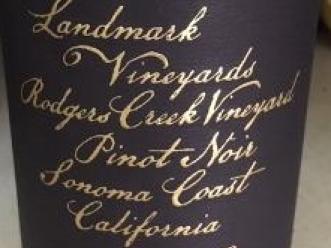 Landmark
Vineyards
Rodgers Creek Vineyard
Pinot Noir
Sonoma Coast
California